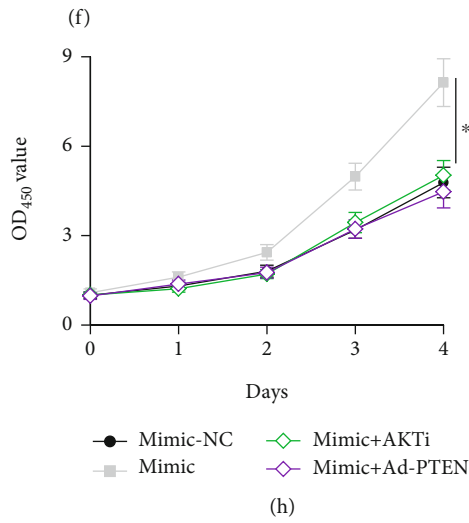 (f)
9
6
3
0
OD450 value
*
0 1 2 3 4
Days
Mimic-NC Mimic+AKTi
Mimic Mimic+Ad-PTEN
(h)